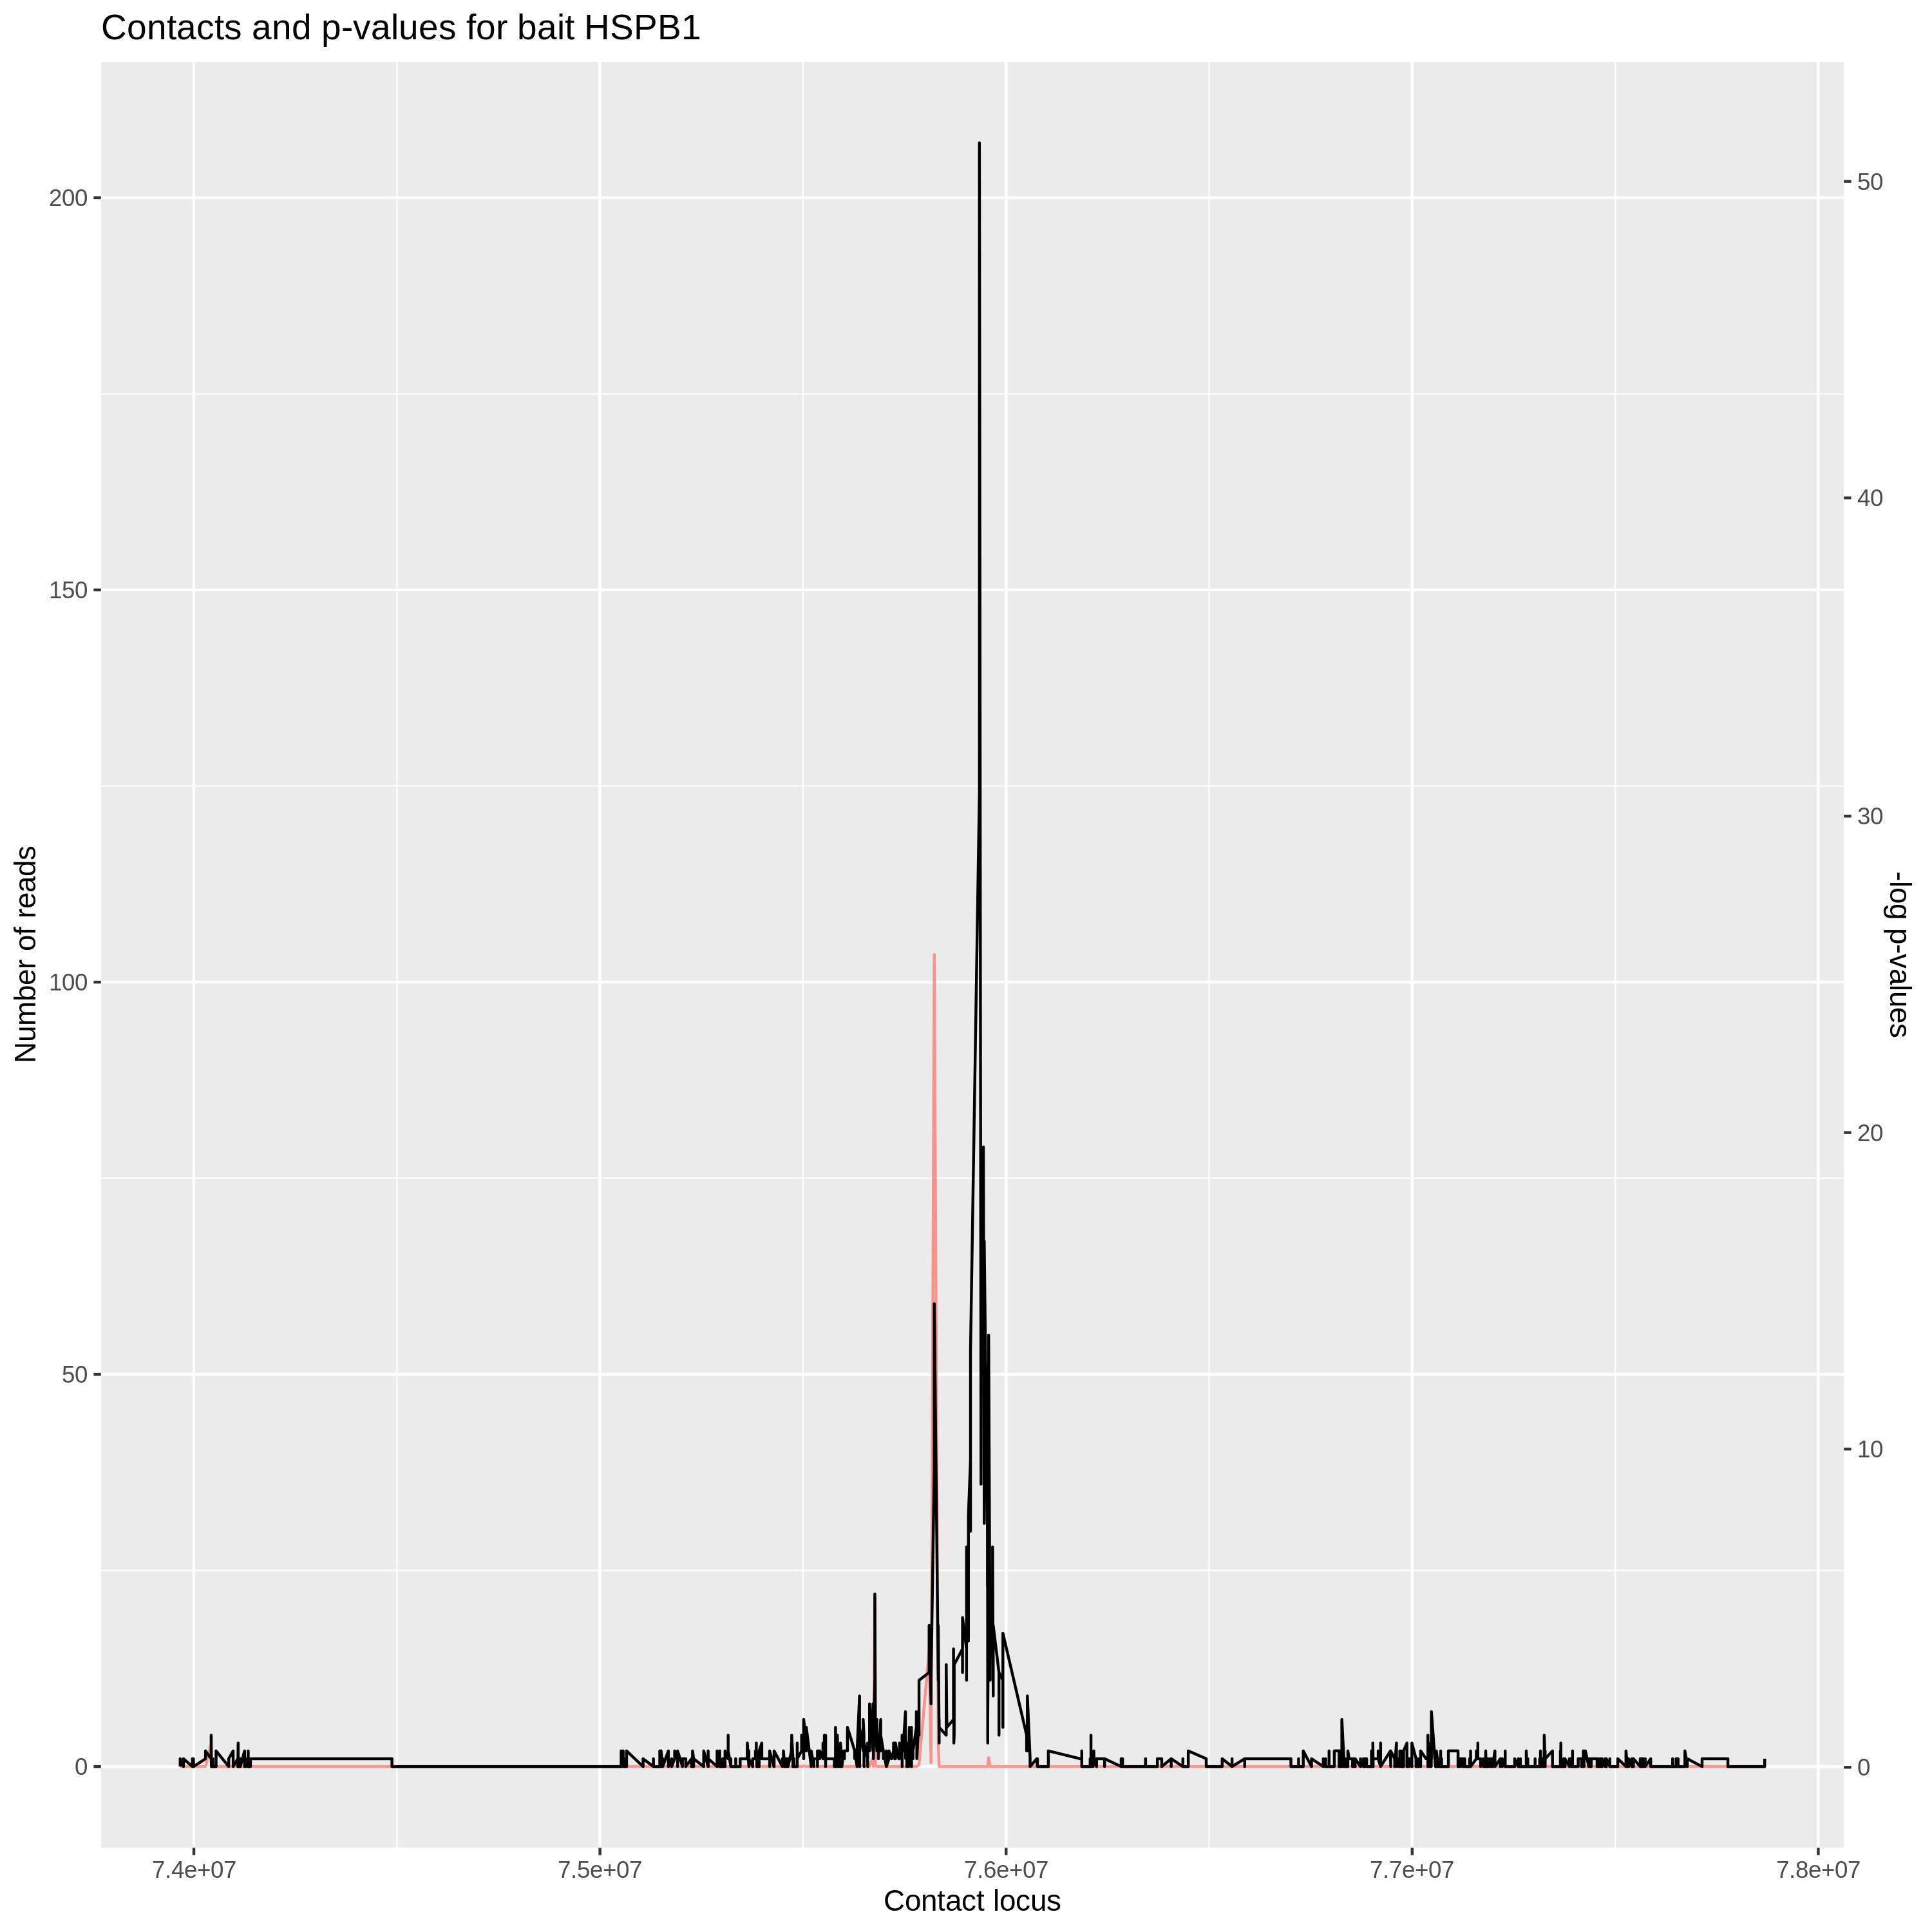 Contacts and p-values for bait HSPB1
Number of reads
200
150
100
50
0
50
40
30
20
10
0
-log p-values
7.4e+07
7.5e+07
7.6e+07
7.7e+07
7.8e+07
Contact locus